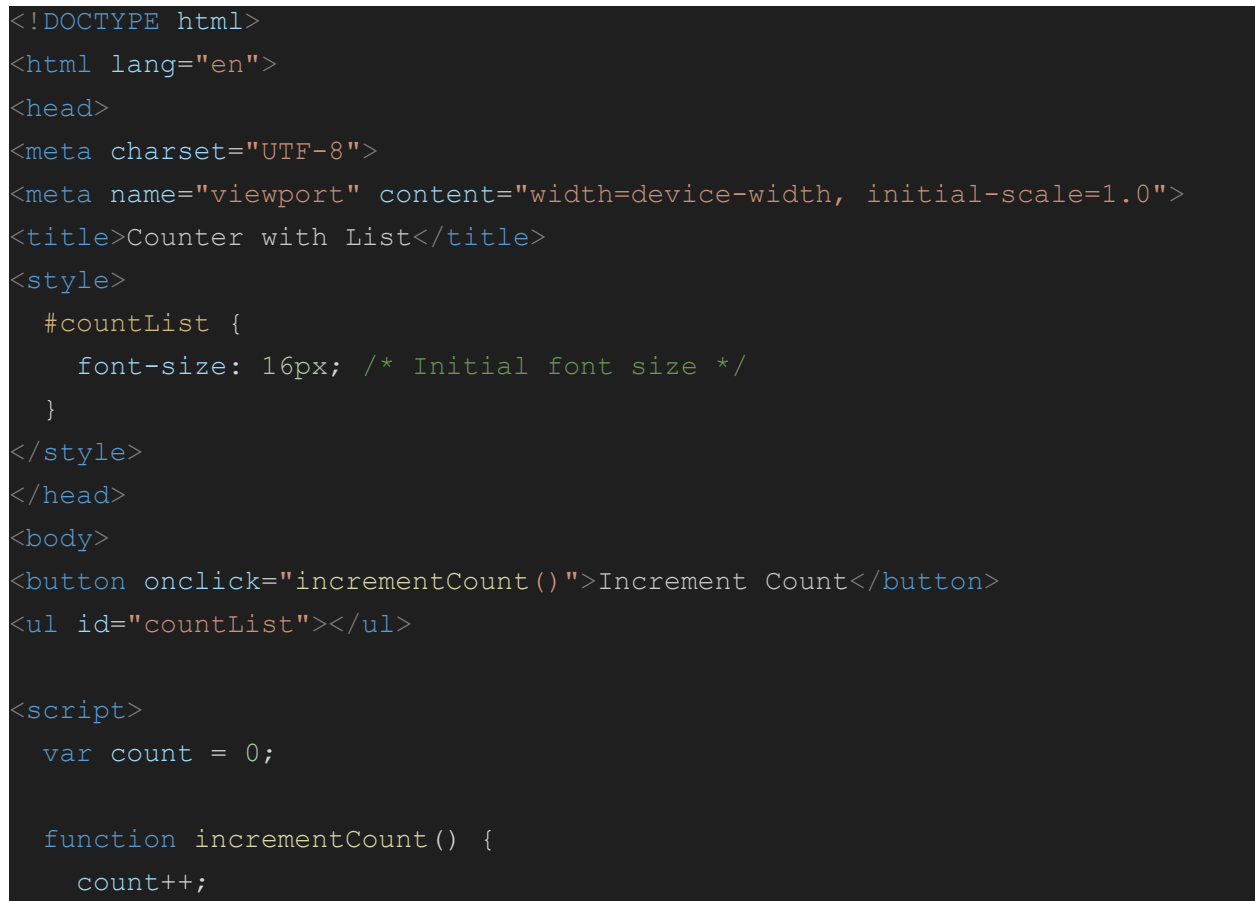 <!DOCTYPE html>
<html lang="en">
<head>
<meta charset="UTF-8">
<meta name="viewport" content="width=device-width, initial-scale=1.0">
<title>Counter with List</title>
<style>
  #countList {
    font-size: 16px; /* Initial font size */
  }
</style>
</head>
<body>
<button onclick="incrementCount()">Increment Count</button>
<ul id="countList"></ul>

<script>
  var count = 0;

  function incrementCount() {
    count++;